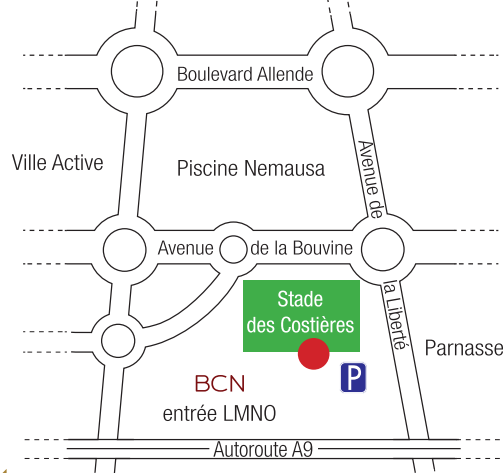 Boulevard Allende
Ville Active
Piscine Nemausa
Avenue de
la Liberté
Avenue de la Bouvine
Stade
des Costières
Parnasse
P
BCN
entrée LMNO
Autoroute A9